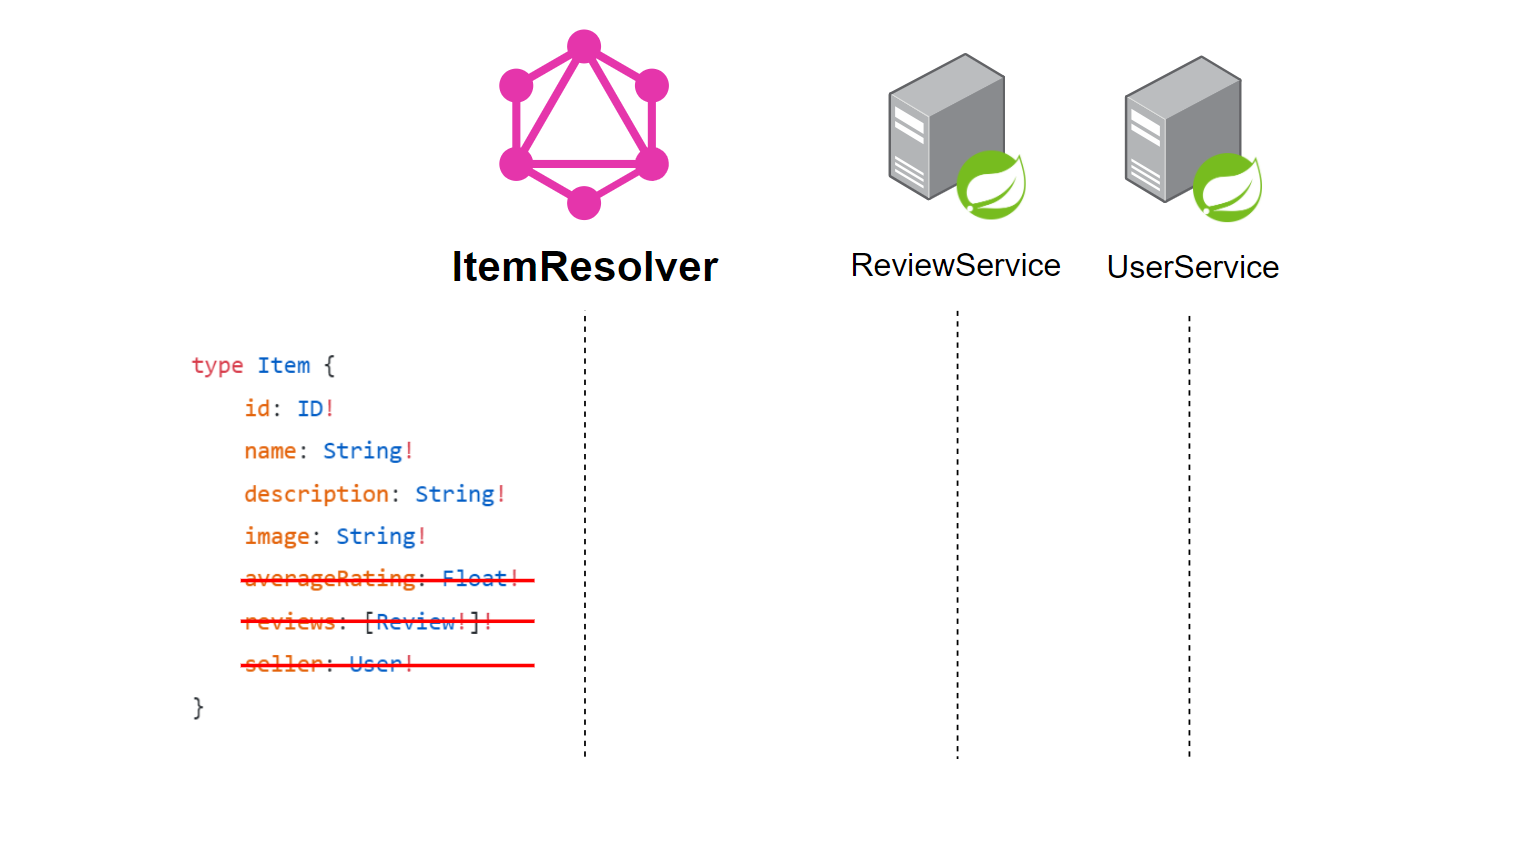 ItemResolver
ReviewService
UserService
type Item {
id: ID!
name: String!
description: String!
image: String!
averageRating: Float!
reviews: [Review!]!
seller: User!
}